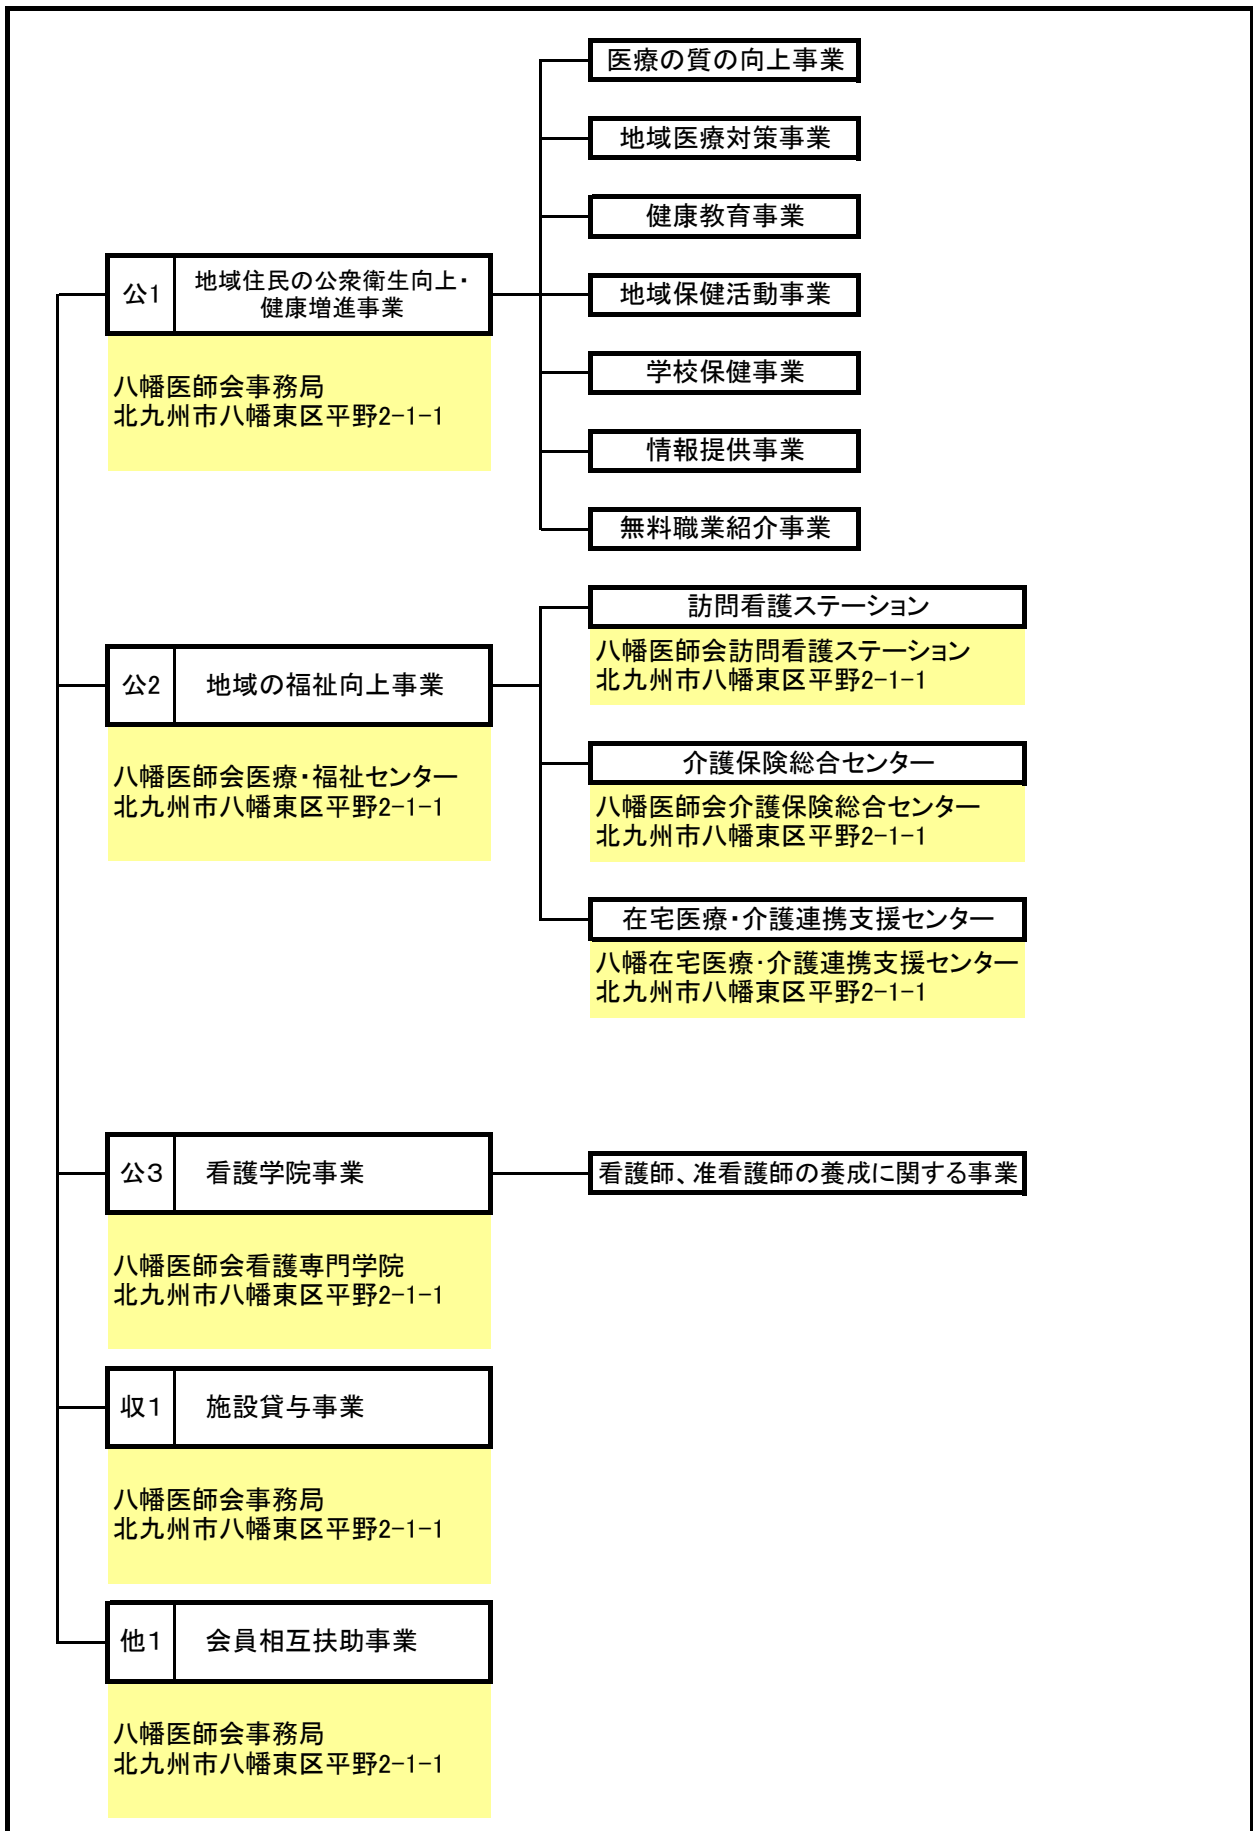 医療の質の向上事業
地域医療対策事業
健康教育事業
公1
地域住民の公衆衛生向上・
健康増進事業
地域保健活動事業
八幡医師会事務局
北九州市八幡東区平野2-1-1
学校保健事業
情報提供事業
無料職業紹介事業
公2
地域の福祉向上事業
八幡医師会医療・福祉センター
北九州市八幡東区平野2-1-1
訪問看護ステーション
八幡医師会訪問看護ステーション
北九州市八幡東区平野2-1-1
介護保険総合センター
八幡医師会介護保険総合センター
北九州市八幡東区平野2-1-1
在宅医療・介護連携支援センター
八幡在宅医療・介護連携支援センター
北九州市八幡東区平野2-1-1
公３
看護学院事業
看護師、准看護師の養成に関する事業
八幡医師会看護専門学院
北九州市八幡東区平野2-1-1
収１
施設貸与事業
八幡医師会事務局
北九州市八幡東区平野2-1-1
他１
会員相互扶助事業
八幡医師会事務局
北九州市八幡東区平野2-1-1